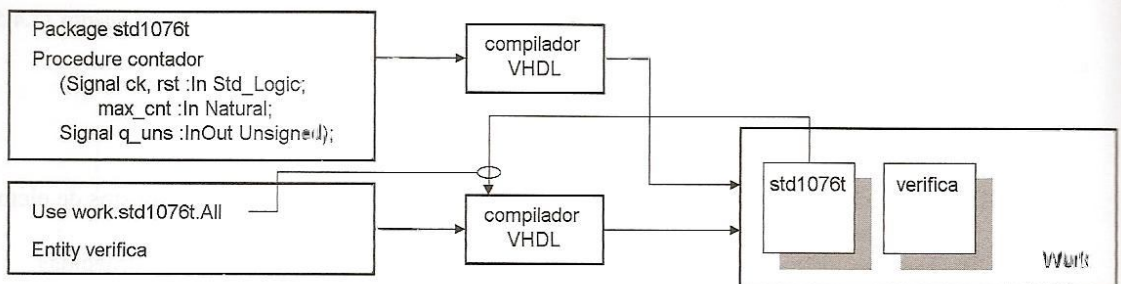 Package std1076t
Procedure contador
(Signal ck, rst :In Std_Logic;
max_cnt :In Natural;
Signal q_uns :InOut Unsigned);
compilador
VHDL
Use work.std1076t.All
Entity verifica
compilador
VHDL
std1076t
verifica
Work